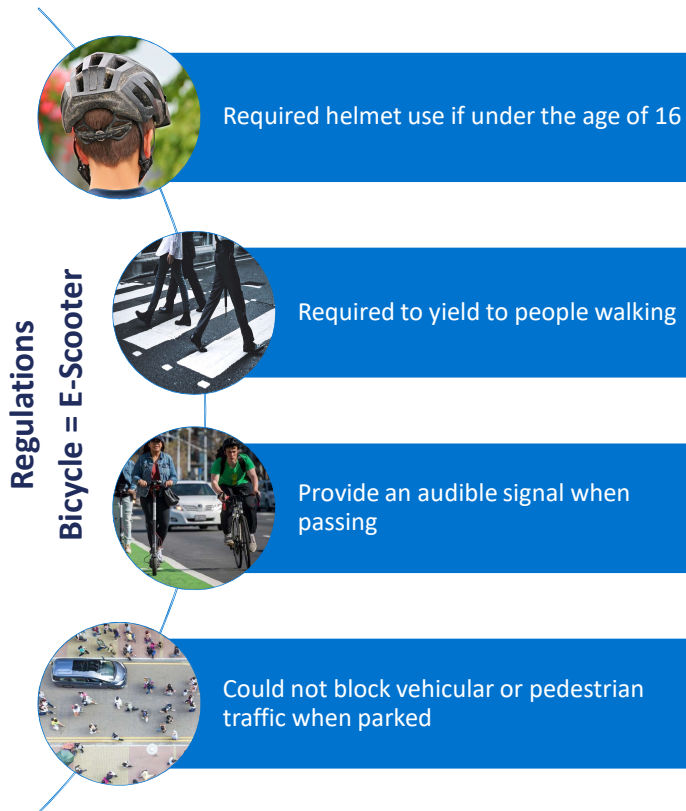 Regulations
Bicycle = E-Scooter
Required helmet use if under the age of 16
Required to yield to people walking
Provide an audible signal when
passing
Could not block vehicular or pedestrian
traffic when parked